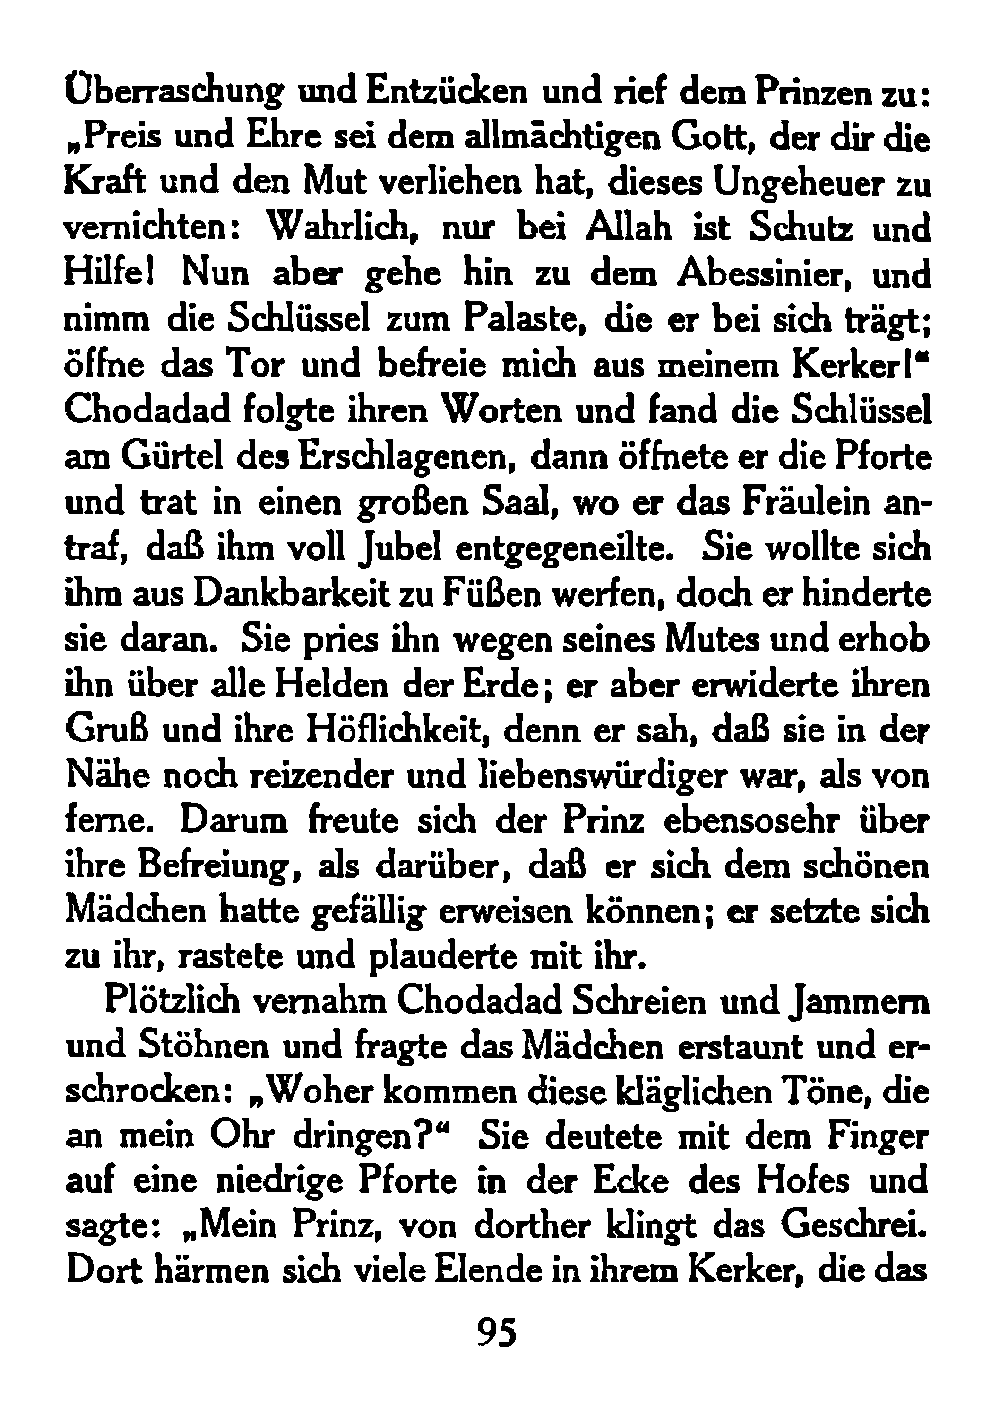 Überraschung und Entzücken und rief dem Prinzen zu:
„Preis und Ehre sei dem allmächtigen Gott, der dir die
Kraft und den Mut verliehen hat, dieses Ungeheuer zu
vernichten: Wahrlich, nur bei Allah ist Schutz und
Hilfe! Nun aber gehe hin zu dem Abessinier, und
nimm die Schlüssel zum Palaste, die er bei sich trägt;
öffne das Tor und befreie mich aus meinem Kerker!“
Chodadad folgte ihren Worten und fand die Schlüssel
am Gürtel des Erschlagenen, dann öffnete er die Pforte
und trat in einen großen Saal, wo er das Fräulein an-
traf, daß ihm voll Jubel entgegeneilte. Sie wollte sich
ihm aus Dankbarkeit zu Füßen werfen, doch er hinderte
sie daran. Sie pries ihn wegen seines Mutes und erhob
ihn über alle Helden der Erde; er aber erwiderte ihren
Gruß und ihre Höflichkeit, denn er sah, daß sie in der
Nähe noch reizender und liebenswürdiger war, als von
ferne. Darum freute sich der Prinz ebensosehr über
ihre Befreiung, als darüber, daß er sich dem schönen
Mädchen hatte gefällig erweisen können; er setzte sich
zu ihr, rastete und plauderte mit ihr.
Plötzlich vernahm Chodadad Schreien und Jammern
und Stöhnen und fragte das Mädchen erstaunt und er-
schrocken: „Woher kommen diese kläglichen Töne, die
an mein Ohr dringen?“ Sie deutete mit dem Finger
auf eine niedrige Pforte in der Ecke des Hofes und
sagte: „Mein Prinz, von dorther klingt das Geschrei.
Dort härmen sich viele Elende in ihrem Kerker, die das
95